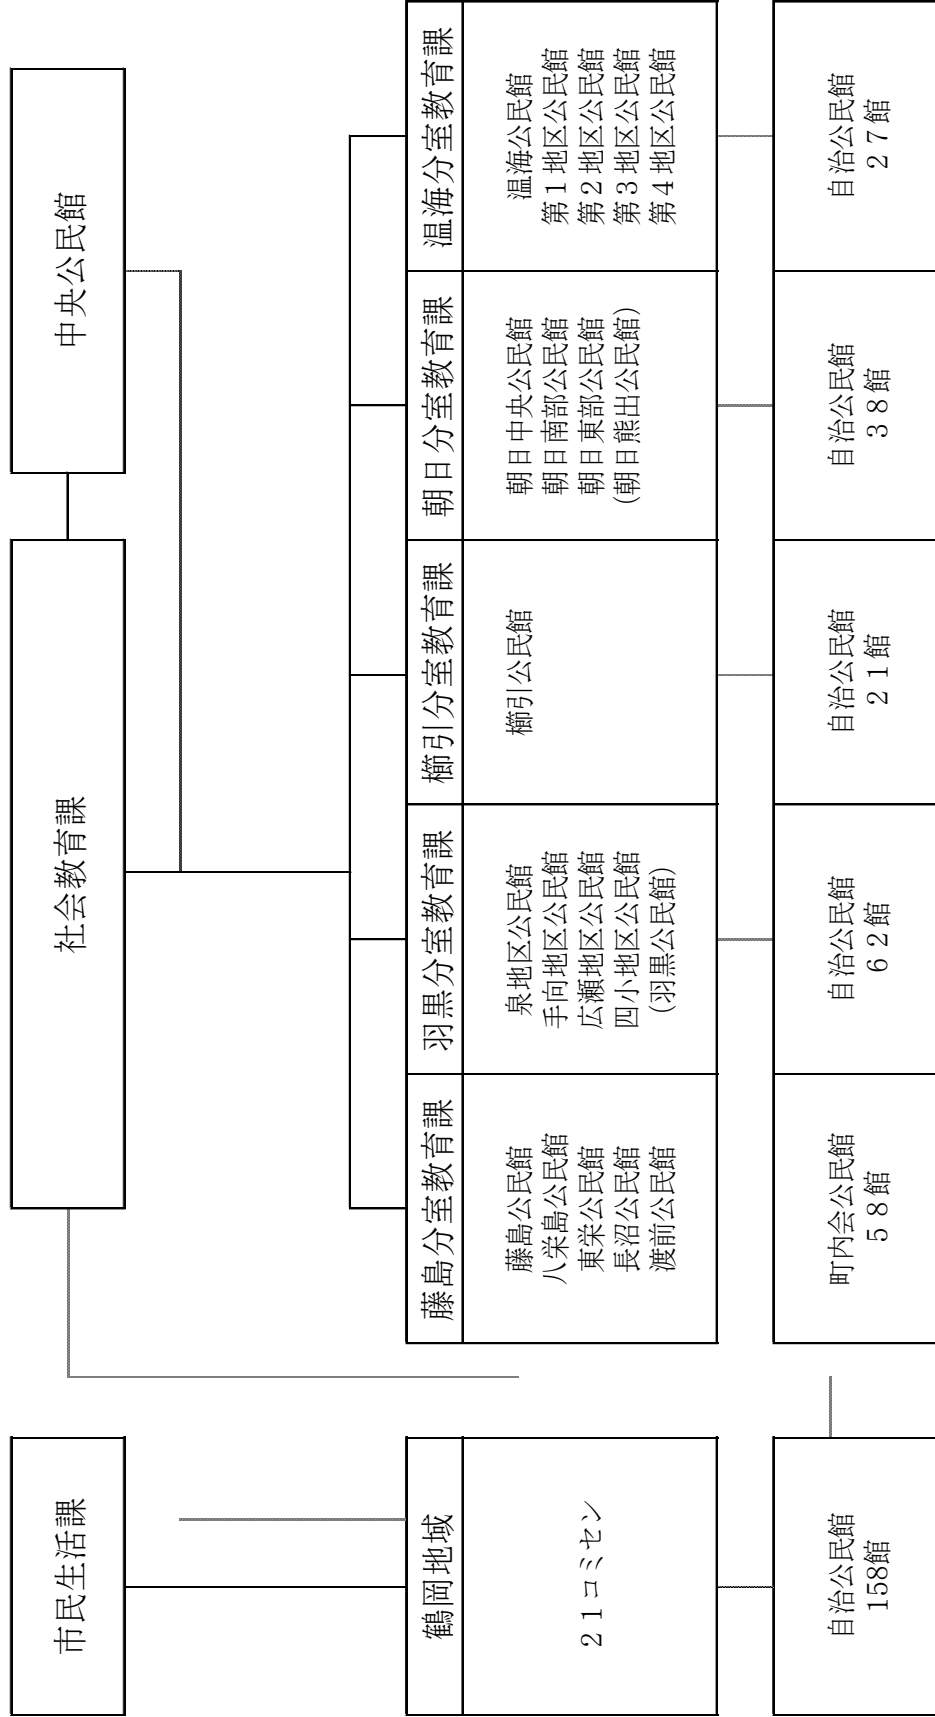 市民生活課
社会教育課
中央公民館
鶴岡地域
２１コミセン
自治公民館
158館
藤島分室教育課
藤島公民館
八栄島公民館
東栄公民館
長沼公民館
渡前公民館
町内会公民館
５８館
羽黒分室教育課
泉地区公民館
手向地区公民館
広瀬地区公民館
四小地区公民館
(羽黒公民館)
自治公民館
６２館
櫛引分室教育課
櫛引公民館
自治公民館
２１館
朝日分室教育課
朝日中央公民館
朝日南部公民館
朝日東部公民館
(朝日熊出公民館)
自治公民館
３８館
温海分室教育課
温海公民館
第１地区公民館
第２地区公民館
第３地区公民館
第４地区公民館
自治公民館
２７館